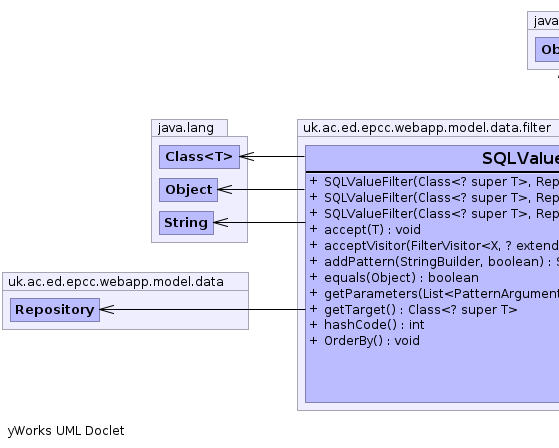 java
Ob
java.lang
Class<T>
Object
String
uk.ac.ed.epcc.webapp.model.data
Repository
uk.ac.ed.epcc.webapp.model.data.filter
SQLValue
+ SQLValueFilter(Class<? super T>, Rep
+ SQLValueFilter(Class<? super T>, Rep
+ SQLValueFilter(Class<? super T>, Rep
+ accept(T) : void
+ acceptVisitor(FilterVisitor<X, ? extend
+ addPattern(StringBuilder, boolean) : S
+ equals(Object) : boolean
+ getParameters(List<PatternArgument
+ getTarget() : Class<? super T>
+ hashCode() : int
+ OrderBy() : void
yWorks UML Doclet